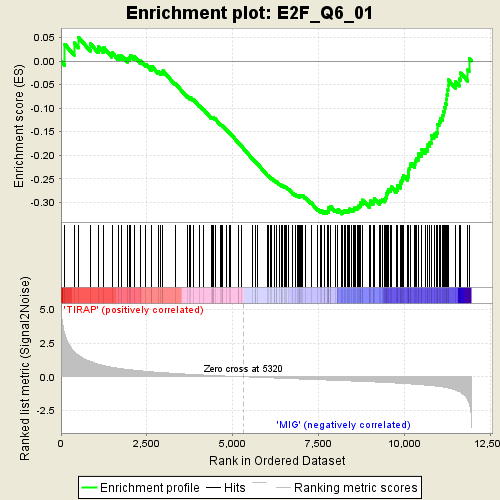 Enrichment plot: E2F_Q6_01
Enrichment score (ES)
0.05
0.00
-0.05
-0.10
-0.15
-0.20
-0.25
-0.30
Ranked list metric (Signal2Noise)
'TIRAP' (positively correlated)
5.0
2.5
Zero cross at 5320
0.0
-2.5
'MIG' (negatively correlated)
0
2,500
5,000
7,500
10,000
12,500
Rank in Ordered Dataset
Enrichment profile
Hits
Ranking metric scores